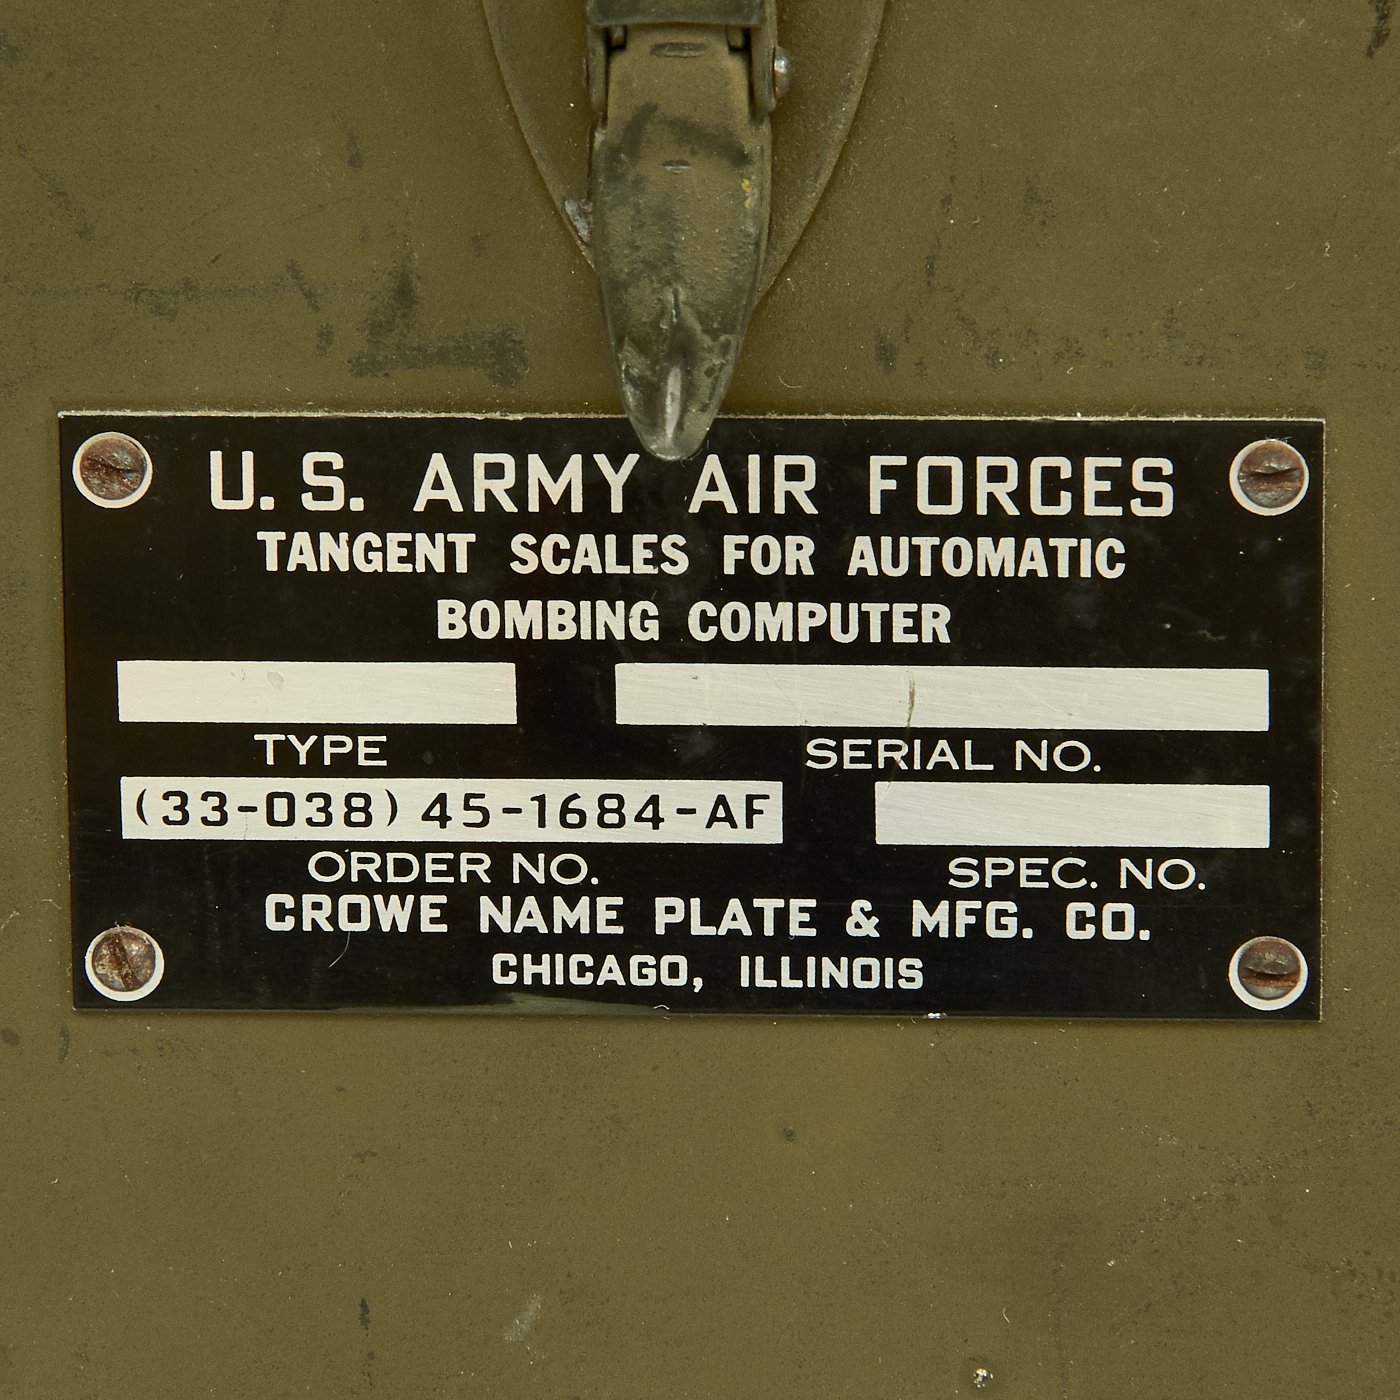 U. S. ARMY AIR FORCES
TANGENT SCALES FOR AUTOMATIC
BOMBING COMPUTER
TYPE SERIAL NO.
(33-038) 45-1684-AF
ORDER NO. SPEC. NO.
CROWE NAME PLATE & MFG. CO.
CHICAGO, ILLINOIS